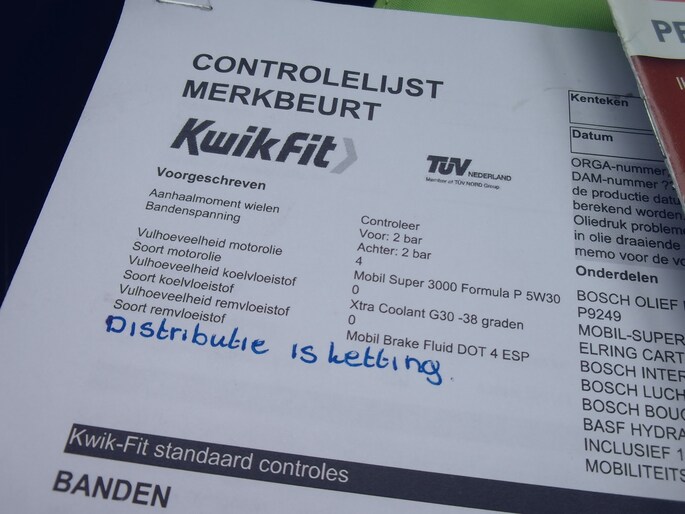 CONTROLELIJST
MERKBEURT
KwikFit
TÜV NEDERLAND
Member of TÜV NORD Group
Voorgeschreven
Aanhaalmoment wielen
Bandenspanning
Vulhoeveelheid motorolie
Soort motorolie
Vulhoeveelheid koelvloeistof
Soort koelvloeistof
Vulhoeveelheid remvloeistof
Soort remvloeistof
Controleer
Voor: 2 bar
Achter: 2 bar
4
Mobil Super 3000 Formula P 5W30
0
Xtra Coolant G30 -38 graden
0
Mobil Brake Fluid DOT 4 ESP
Distributie is ketting.
Kwik-Fit standaard controles
BANDEN
Kenteken
Datum
ORGA-nummer
DAM-nummer ?
de productie datu
berekend worden
Oliedruk probleme
in olie draaiende
memo voor de vo
Onderdelen
BOSCH OLIEF
P9249
MOBIL-SUPER
ELRING CART
BOSCH INTER
BOSCH LUCH
BOSCH BOUG
BASF HYDRA
INCLUSIEF 1
MOBILITEITS
PE